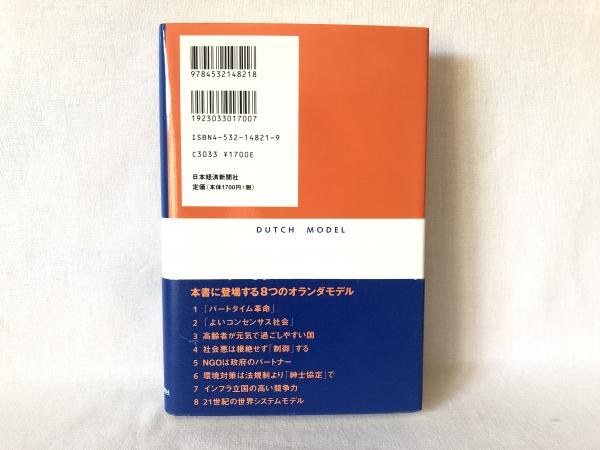 9784532148218
1923033017007
ISBN4-532-14821-9
C3033 ¥1700E
日本経済新聞社
定価(本体1700円+税)
DUTCH MODEL
本書に登場する8つのオランダモデル
1 「パートタイム革命」
2 「よいコンセンサス社会」
3 高齢者が元気で過ごしやすい国
4 社会悪は根絶せず「制御」する
5 NGOは政府のパートナー
6 環境対策は法規制より「紳士協定」で
7 インフラ立国の高い競争力
8 21世紀の世界システムモデル